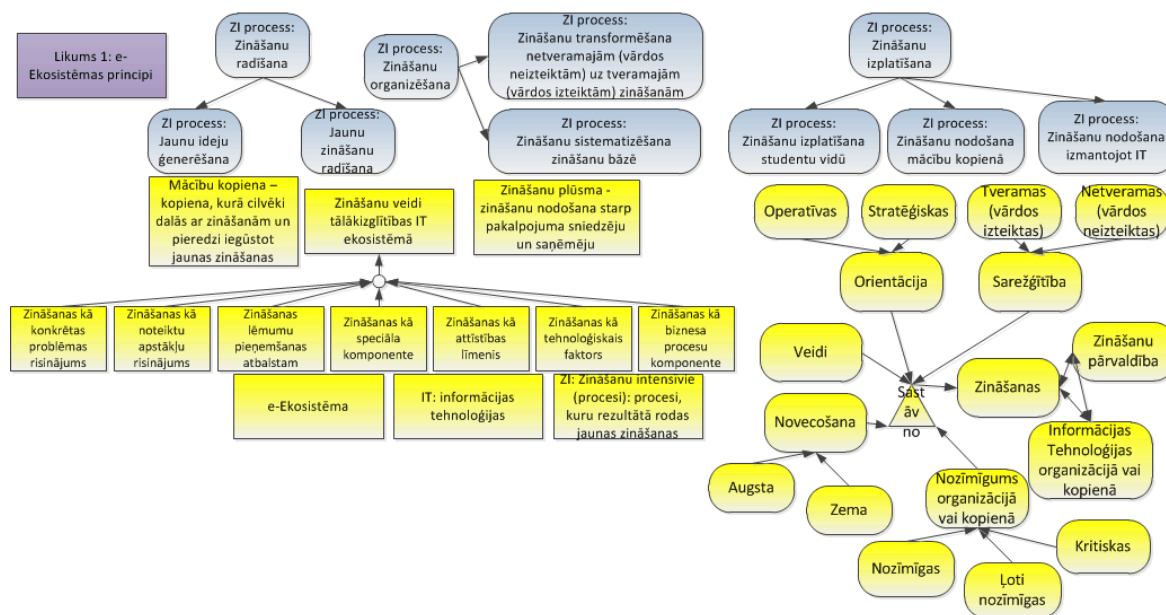 Likums 1: e-
Ekosistēmas principi
ZI process:
Zināšanu
radīšana
ZI process:
Jaunu ideju
ģenerēšana
ZI process:
Jaunu
zināšanu
radīšana
ZI process:
Zināšanu
organizēšana
ZI process:
Zināšanu transformēšana
netveramajām (vārdos
neizteiktām) uz tveramajām
(vārdos izteiktām) zināšanām
ZI process:
Zināšanu sistematizēšana
zināšanu bāzē
ZI process:
Zināšanu
izplatīšana
ZI process:
Zināšanu izplatīšana
studentu vidū
ZI process:
Zināšanu nodošana
mācību kopienā
ZI process:
Zināšanu nodošana
izmantojot IT
Mācību kopiena –
kopiena, kurā cilvēki
dalās ar zināšanām un
pieredzi iegūstot
jaunas zināšanas
Zināšanu veidi
tālākizglītības IT
ekosistēmā
Zināšanu plūsma -
zināšanu nodošana starp
pakalpojuma sniedzēju
un saņēmēju
Zināšanas kā
konkrētas
problēmas
risinājums
Zināšanas kā
noteiktu
apstākļu
risinājums
Zināšanas
lēmumu
pieņemšanas
atbalstam
Zināšanas kā
speciāla
komponente
Zināšanas kā
attīstības
līmenis
Zināšanas kā
tehnoloģiskais
faktors
Zināšanas kā
biznesa
procesu
komponente
e-Ekosistēma
IT: informācijas
tehnoloģijas
ZI: Zināšanu intensivie
(procesi): procesi,
kuru rezultātā rodas
jaunas zināšanas
Operatīvas
Stratēģiskas
Tveramas
(vārdos
izteiktas)
Netveramas
(vārdos
neizteiktas)
Orientācija
Sarežģītība
Veidi
Sast
āv
no
Zināšanas
Zināšanu
pārvaldība
Novecošana
Informācijas
Tehnoloģijas
organizācijā vai
kopienā
Augsta
Zema
Nozīmīgums
organizācijā
vai kopienā
Nozīmīgas
Ļoti
nozīmīgas
Kritiskas